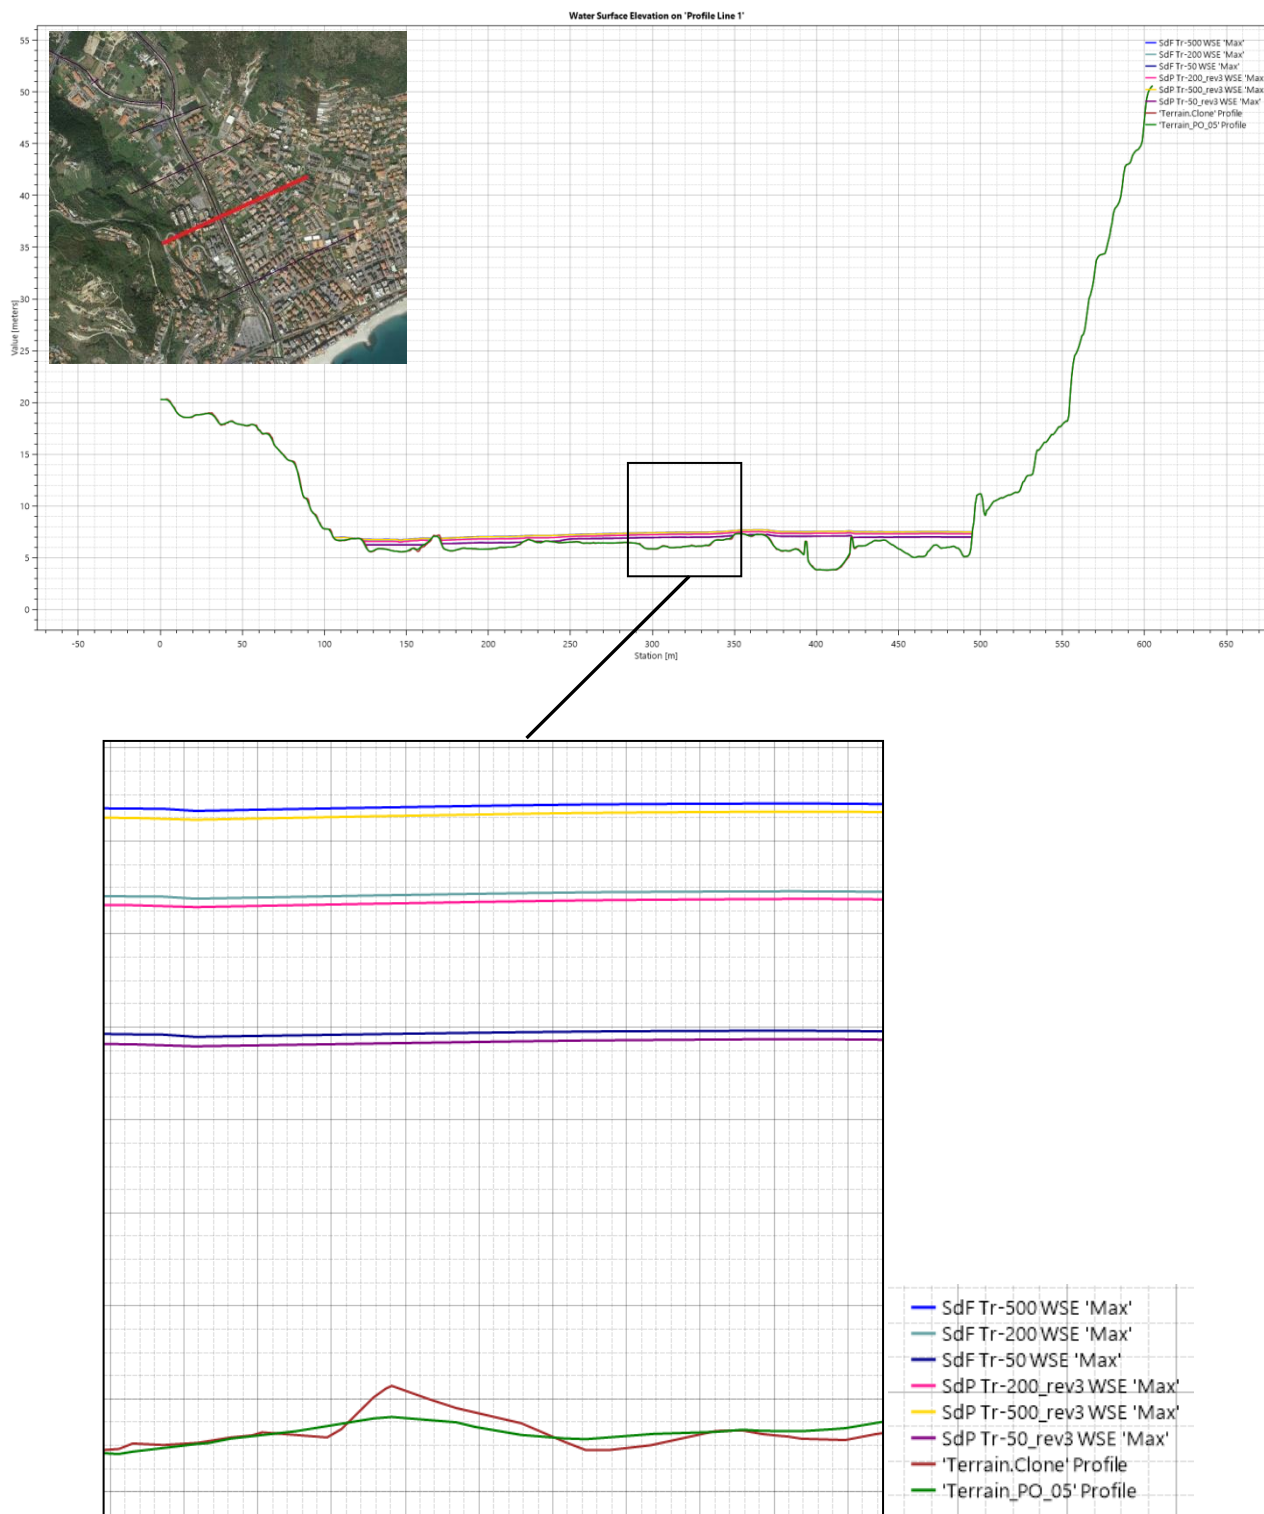 Water Surface Elevation on 'Profile Line 1'
SdF Tr-500 WSE 'Max'
SdF Tr-200 WSE 'Max'
SdF Tr-50 WSE 'Max'
SdP Tr-200_rev3 WSE 'Max
SdP Tr-500_rev3 WSE 'Max
SdP Tr-50_rev3 WSE 'Max'
'Terrain.Clone' Profile
'Terrain_PO_05' Profile
Value [meters]
55
50
45
40
35
30
25
20
15
10
5
0
-50 0 50 100 150 200 250 300 350 400 450 500 550 600 650
Station [m]
SdF Tr-500 WSE 'Max'
SdF Tr-200 WSE 'Max'
SdF Tr-50 WSE 'Max'
SdP Tr-200_rev3 WSE 'Max'
SdP Tr-500_rev3 WSE 'Max'
SdP Tr-50_rev3 WSE 'Max'
'Terrain.Clone' Profile
'Terrain_PO_05' Profile